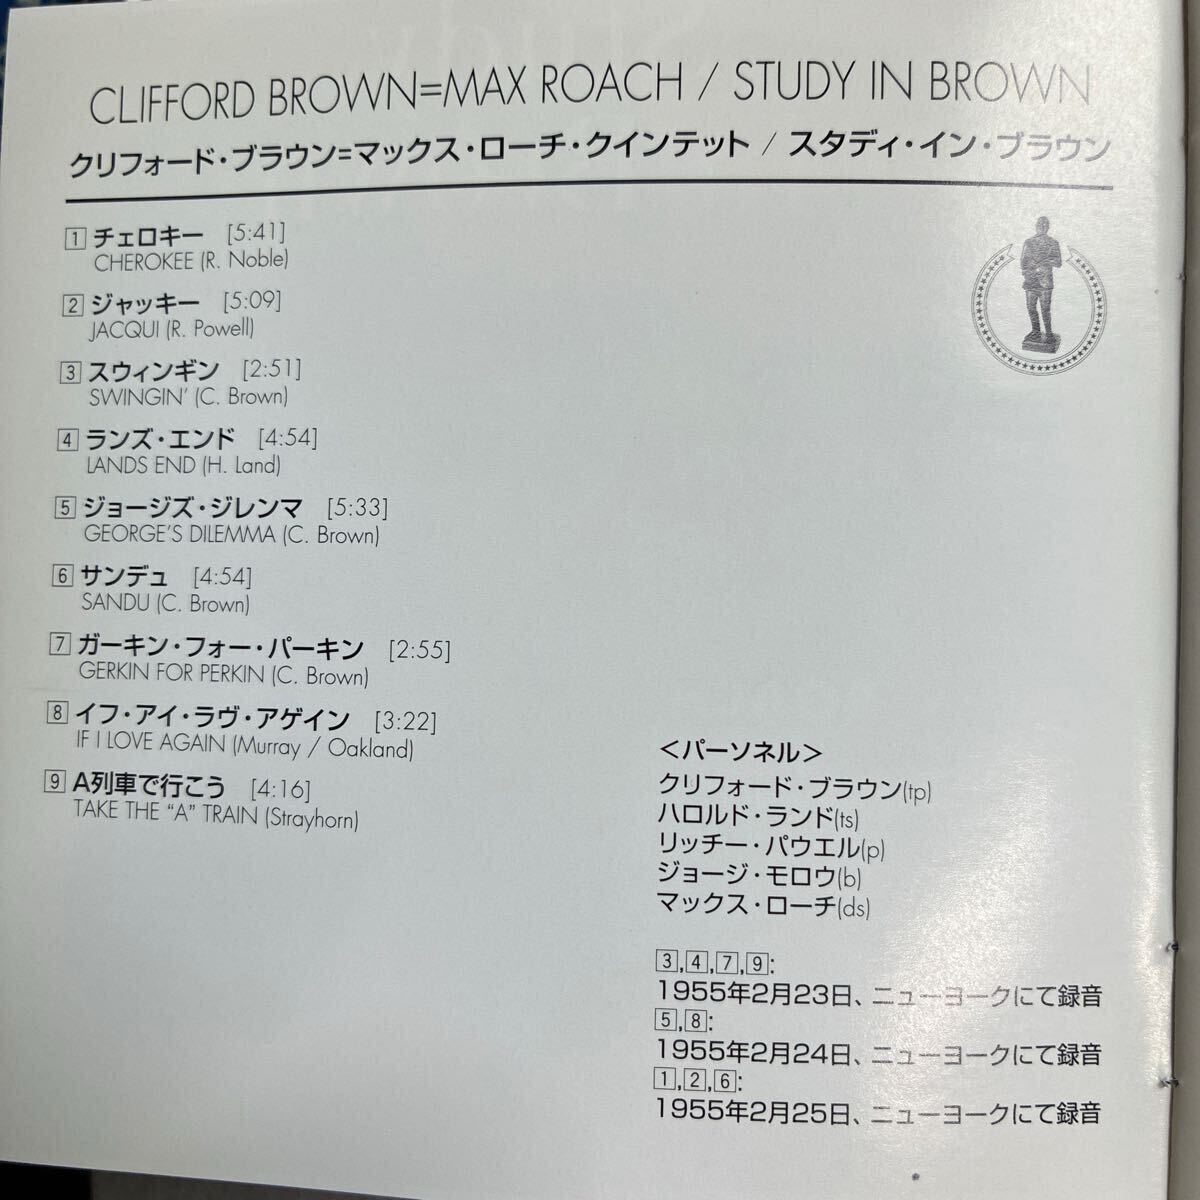 CLIFFORD BROWN=MAX ROACH / STUDY IN BROWN
クリフォード・ブラウン=マックス・ローチ・クインテット / スタディ・イン・ブラウン
1 チェロキー [5:41]
CHEROKEE (R. Noble)
2 ジャッキー [5:09]
JACQUI (R. Powell)
3 スウィンギン [2:51]
SWINGIN' (C. Brown)
4 ランズ・エンド [4:54]
LANDS END (H. Land)
5 ジョージズ・ジレンマ [5:33]
GEORGE'S DILEMMA (C. Brown)
6 サンデュ [4:54]
SANDU (C. Brown)
7 ガーキン・フォー・パーキン [2:55]
GERKIN FOR PERKIN (C. Brown)
8 イフ・アイ・ラヴ・アゲイン [3:22]
IF I LOVE AGAIN (Murray / Oakland)
9 A列車で行こう [4:16]
TAKE THE “A” TRAIN (Strayhorn)
＜パーソネル＞
クリフォード・ブラウン(tp)
ハロルド・ランド(ts)
リッチー・パウエル(p)
ジョージ・モロウ(b)
マックス・ローチ(ds)
3,4,7,9:
1955年2月23日、ニューヨークにて録音
5,8:
1955年2月24日、ニューヨークにて録音
1,2,6:
1955年2月25日、ニューヨークにて録音